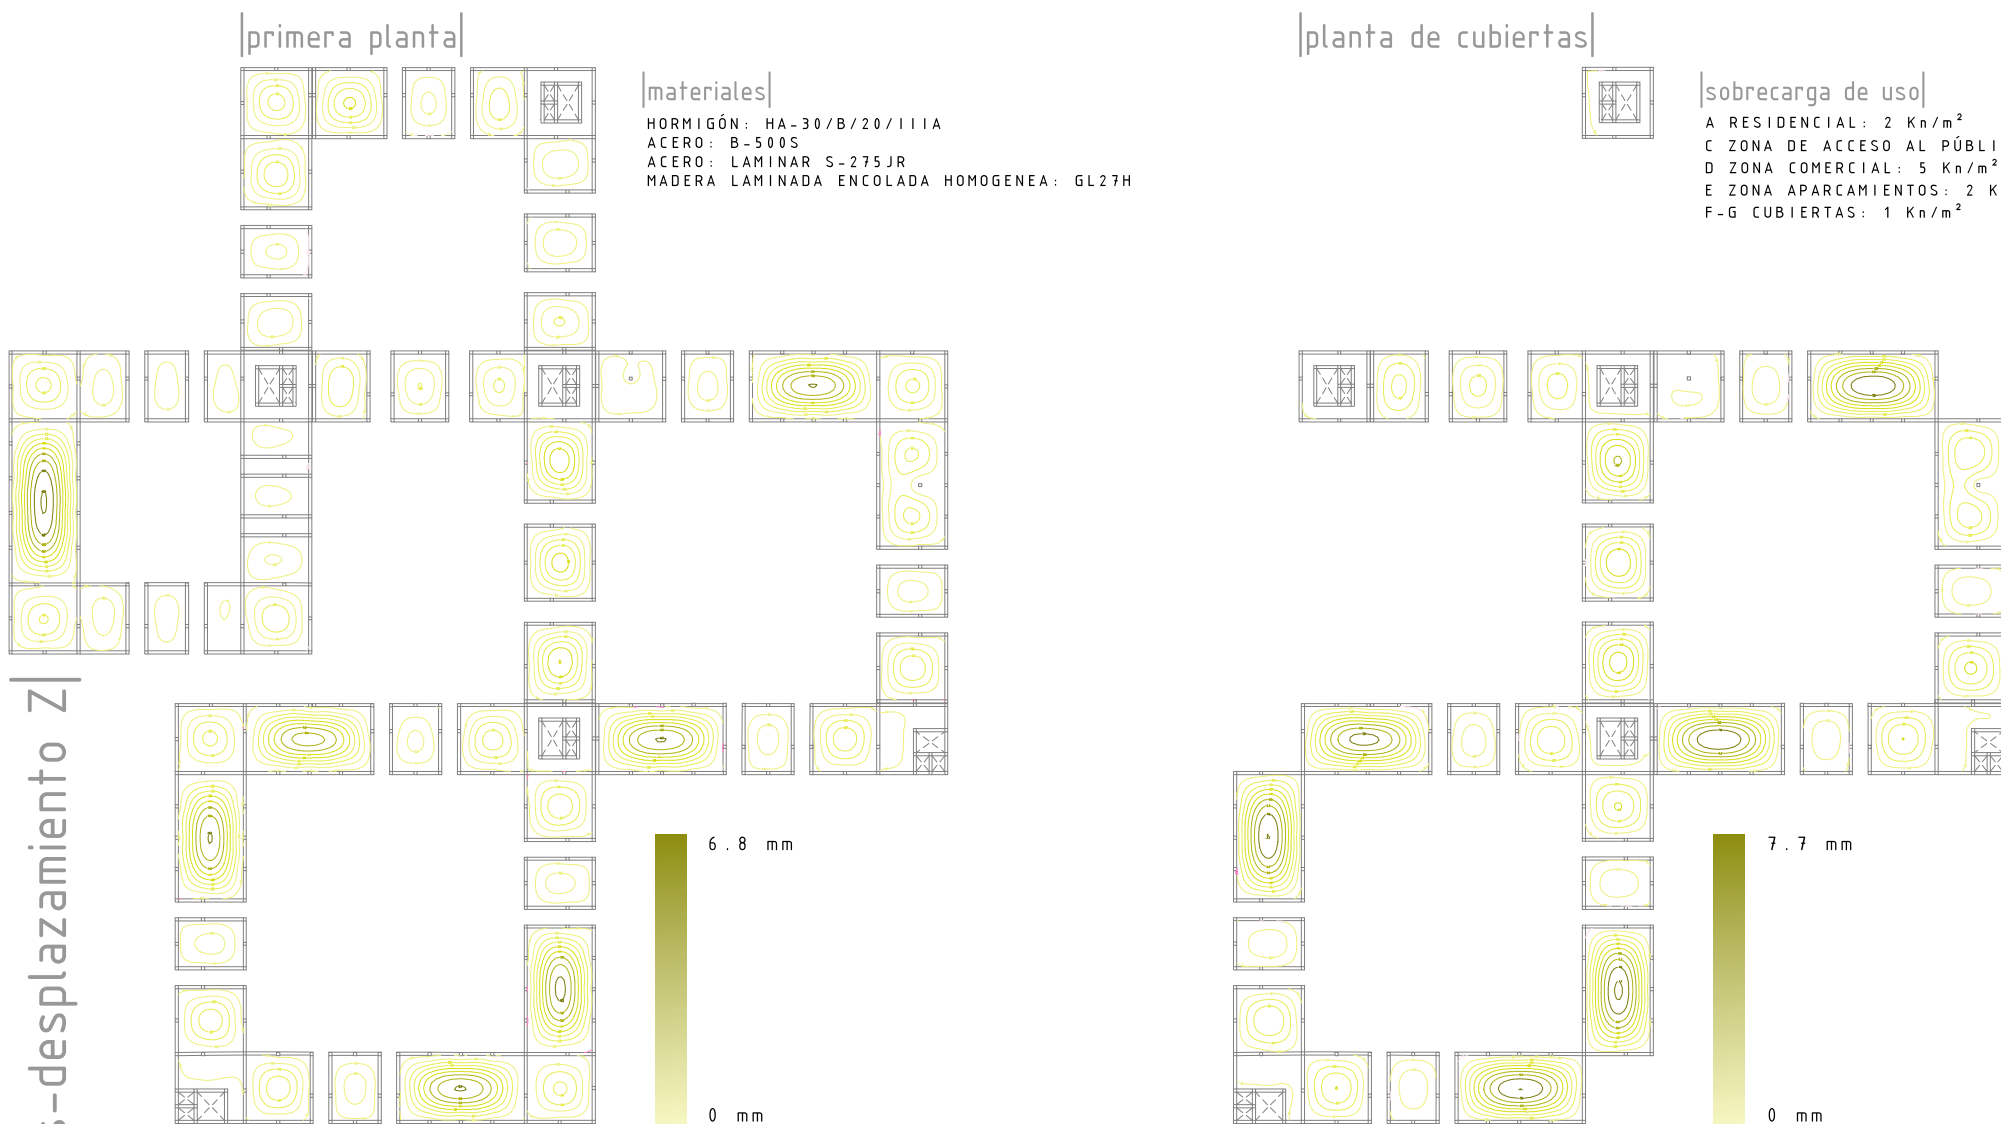 primera planta
materiales
HORMIGÓN: HA-30/B/20/IIIA
ACERO: B-500S
ACERO: LAMINAR S-275JR
MADERA LAMINADA ENCOLADA HOMOGENEA: GL27H
planta de cubiertas
sobrecarga de uso
A RESIDENCIAL: 2 Kn/m²
C ZONA DE ACCESO AL PÚBLI
D ZONA COMERCIAL: 5 Kn/m²
E ZONA APARCAMIENTOS: 2 K
F-G CUBIERTAS: 1 Kn/m²
s-desplazamiento Z
6.8 mm
0 mm
7.7 mm
0 mm